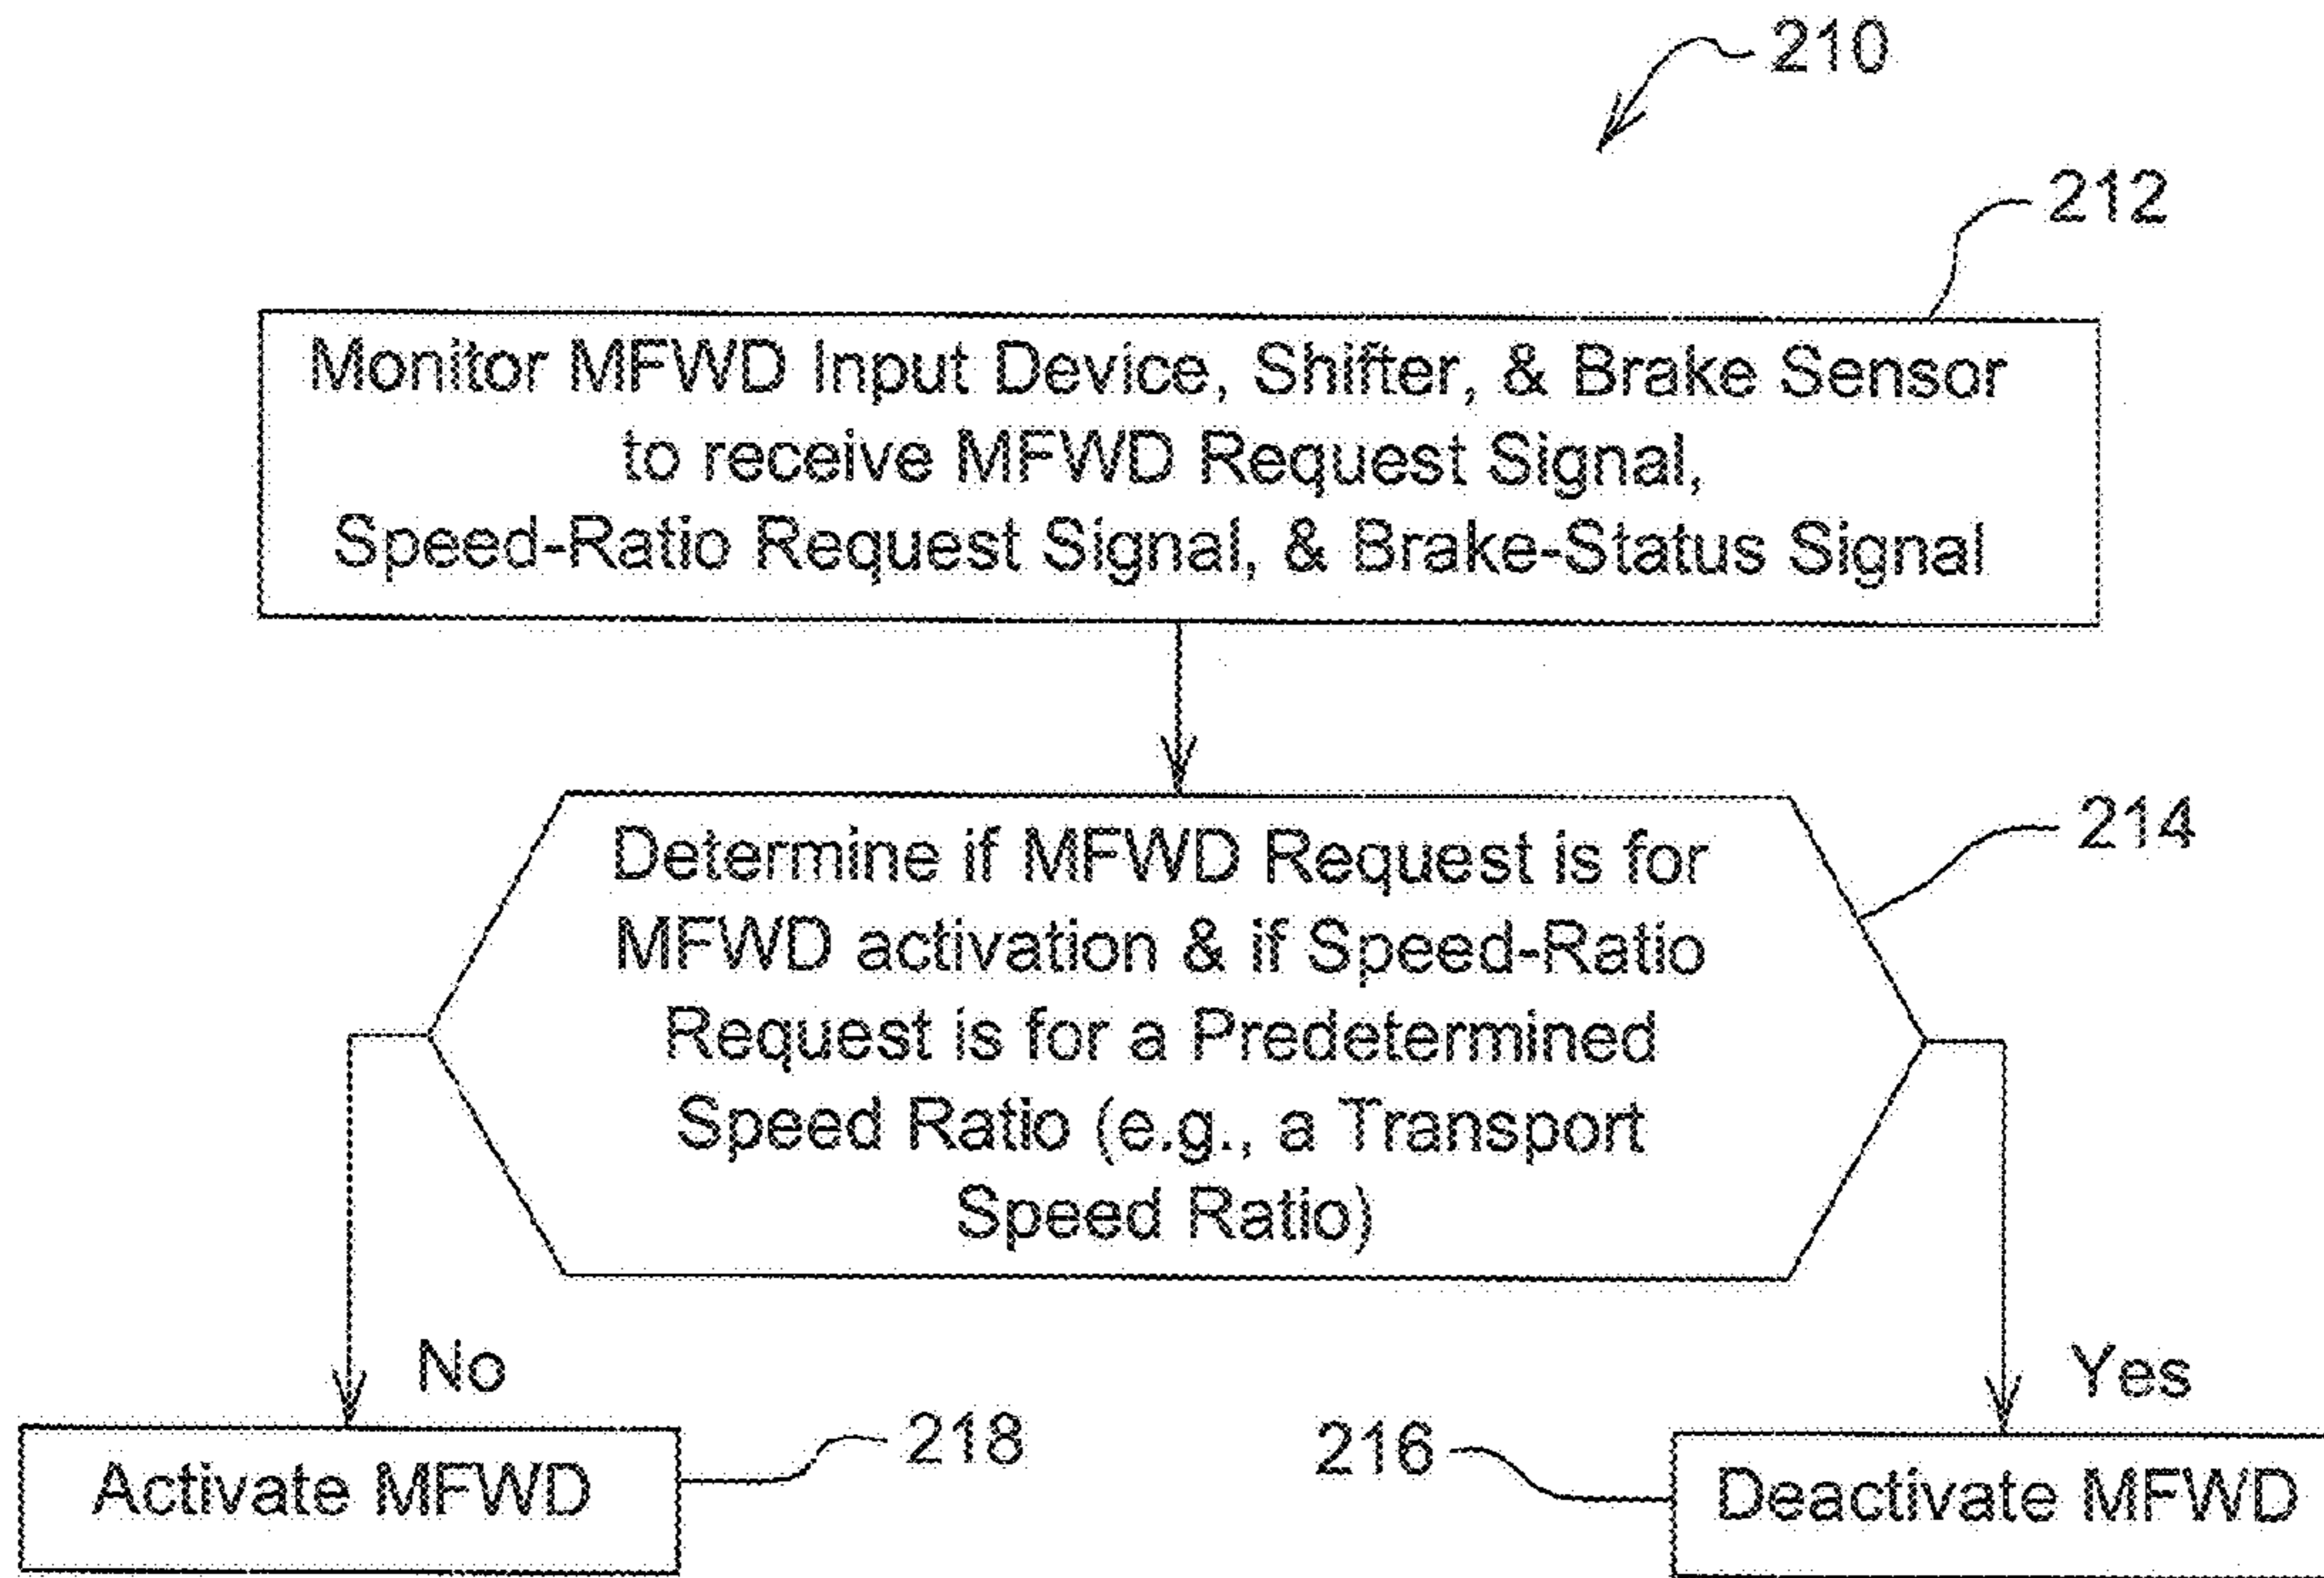 210
212
Monitor MFWD Input Device, Shifter, & Brake Sensor
to receive MFWD Request Signal,
Speed-Ratio Request Signal, & Brake-Status Signal
214
Determine if MFWD Request is for
MFWD activation & if Speed-Ratio
Request is for a Predetermined
Speed Ratio (e.g., a Transport
Speed Ratio)
No
Yes
218
216
Activate MFWD
Deactivate MFWD